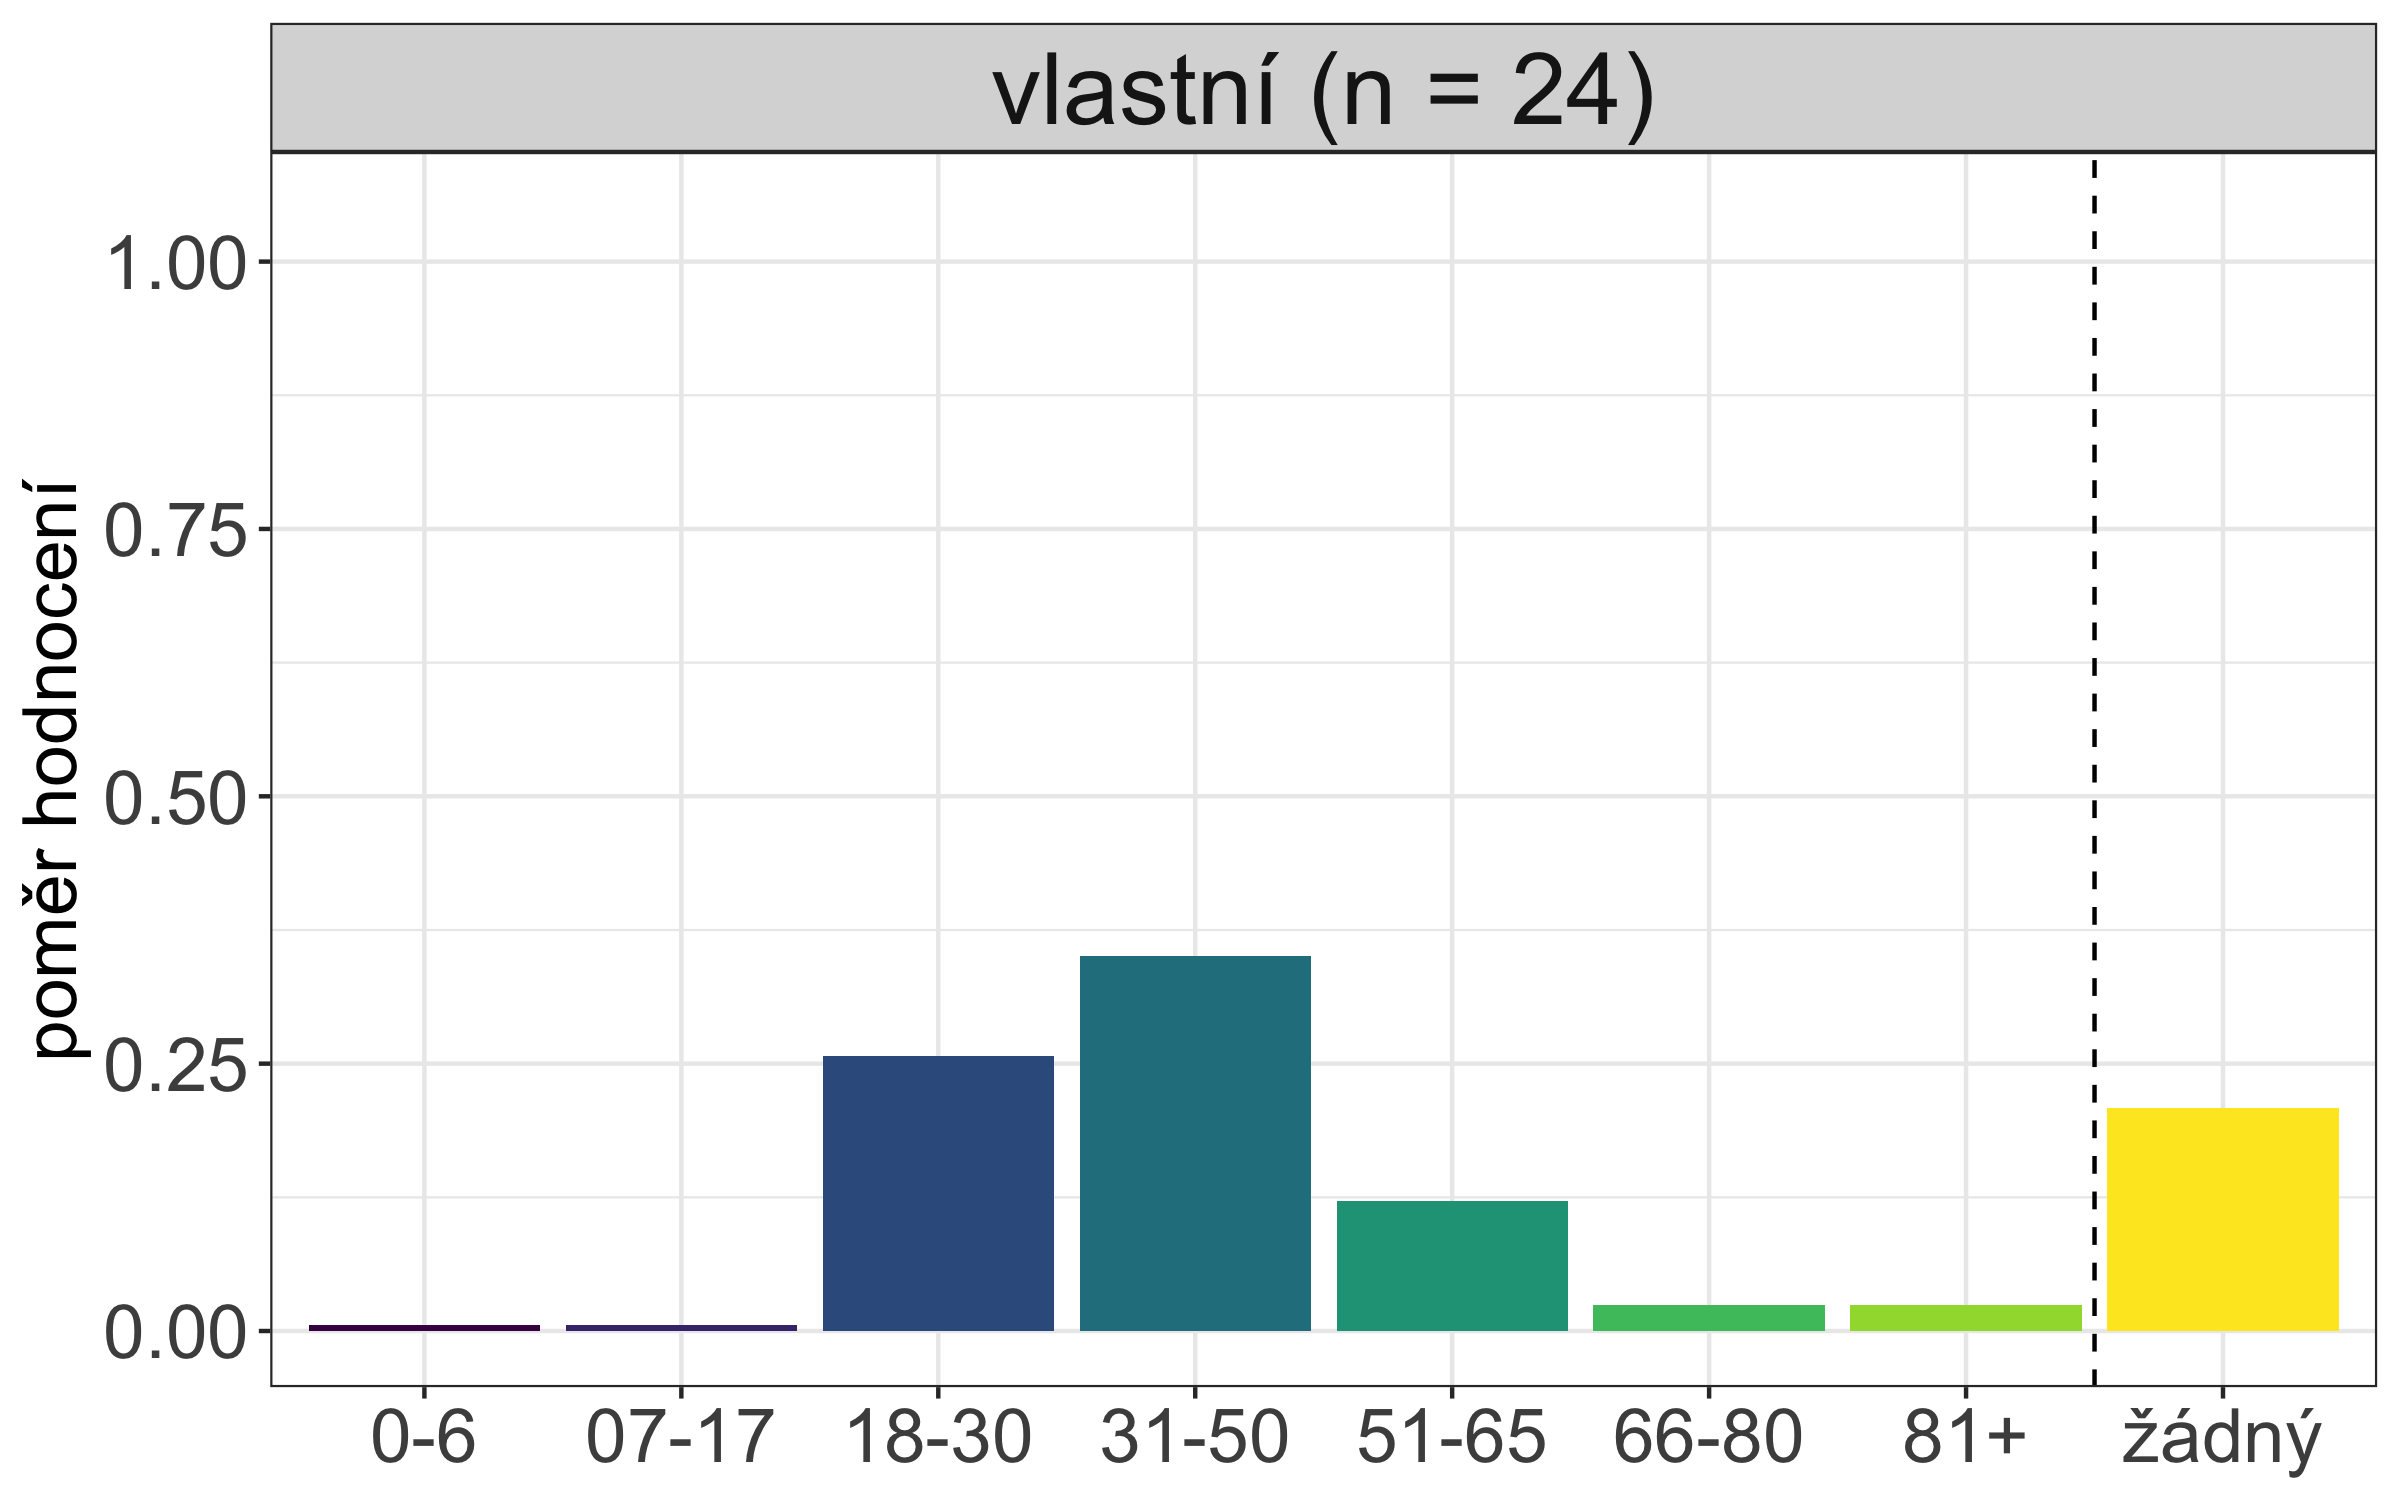 vlastní (n = 24)
poměr hodnocení
1.00
0.75
0.50
0.25
0.00
0-6 07-17 18-30 31-50 51-65 66-80 81+ žádný